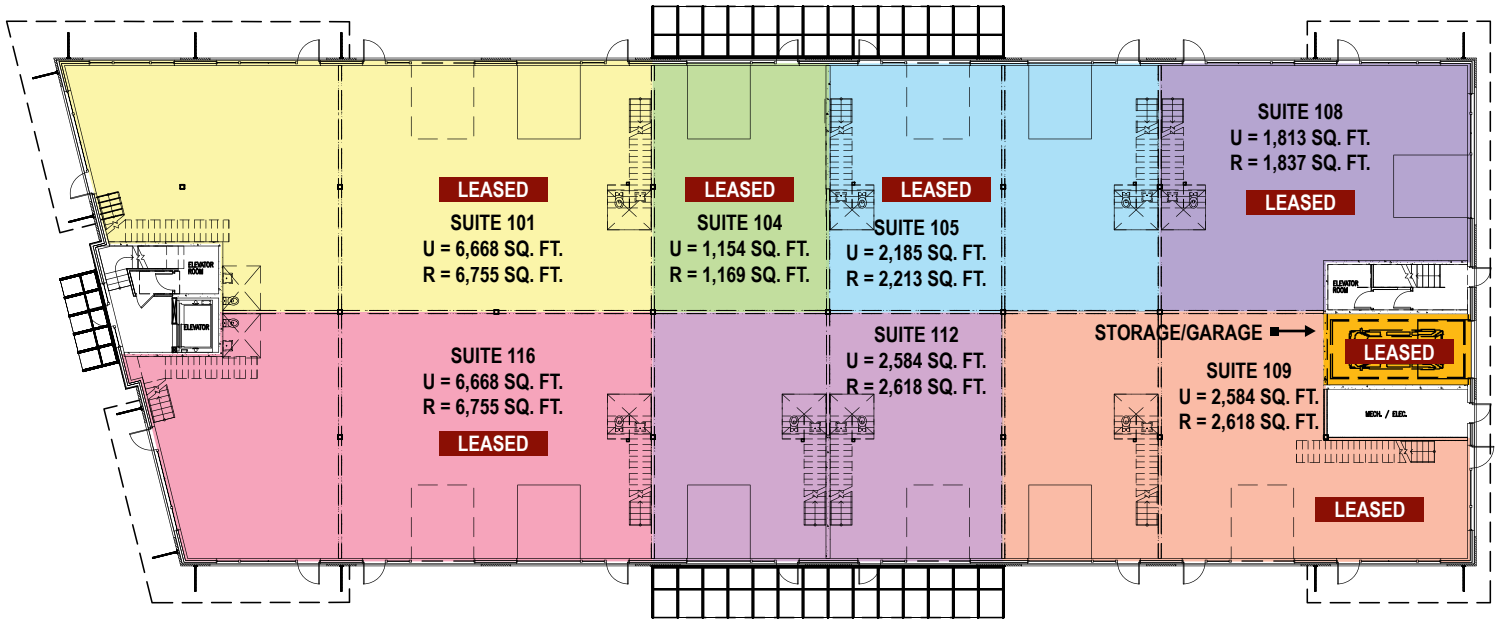 LEASED
SUITE 101
U = 6,668 SQ. FT.
R = 6,755 SQ. FT.
LEASED
SUITE 104
U = 1,154 SQ. FT.
R = 1,169 SQ. FT.
LEASED
SUITE 105
U = 2,185 SQ. FT.
R = 2,213 SQ. FT.
SUITE 108
U = 1,813 SQ. FT.
R = 1,837 SQ. FT.
LEASED
ELEVATOR
ROOM
ELEVATOR
ELEVATOR
ROOM
SUITE 116
U = 6,668 SQ. FT.
R = 6,755 SQ. FT.
LEASED
SUITE 112
U = 2,584 SQ. FT.
R = 2,618 SQ. FT.
STORAGE/GARAGE
LEASED
SUITE 109
U = 2,584 SQ. FT.
R = 2,618 SQ. FT.
MECH. / ELEC.
LEASED